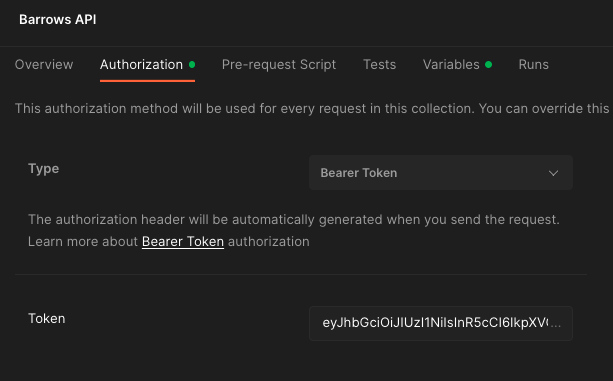 Barrows API
Overview Authorization Pre-request Script Tests Variables Runs
This authorization method will be used for every request in this collection. You can override this
Type Bearer Token
The authorization header will be automatically generated when you send the request.
Learn more about Bearer Token authorization
Token eyJhbGciOiJIUzI1NiIsInR5cCI6IkpXV...